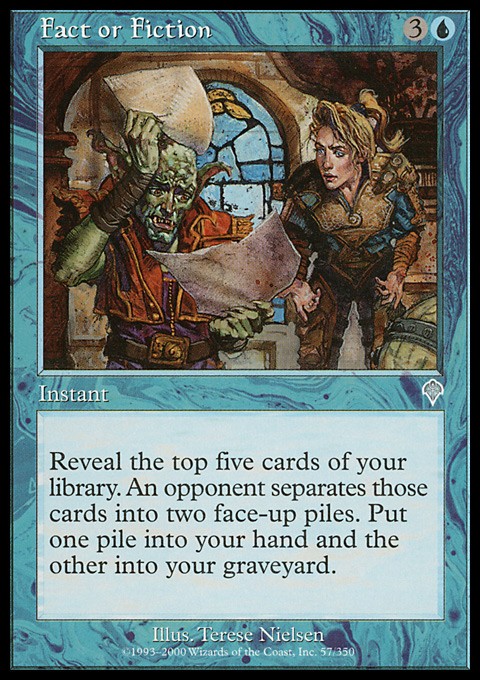 Fact or Fiction 3
Instant
Reveal the top five cards of your
library. An opponent separates those
cards into two face-up piles. Put
one pile into your hand and the
other into your graveyard.
Illus. Terese Nielsen
©1993–2000 Wizards of the Coast, Inc. 57/350